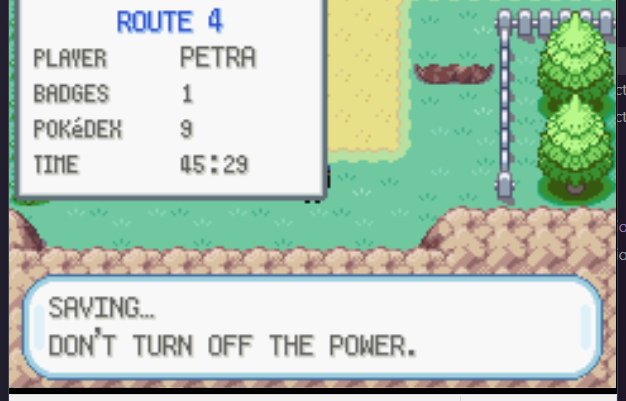 ROUTE 4
PLAYER PETRA
BADGES 1
POKéDEX 9
TIME 45:29
SAVING...
DON'T TURN OFF THE POWER.